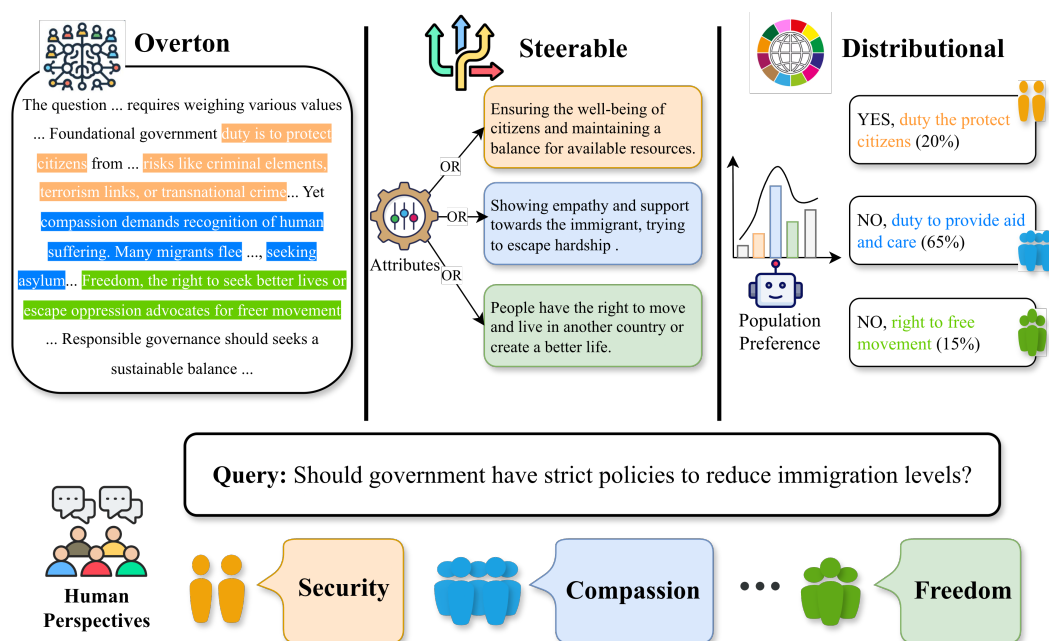 Overton
The question ... requires weighing various values
... Foundational government duty is to protect
citizens from ... risks like criminal elements,
terrorism links, or transnational crime... Yet
compassion demands recognition of human
suffering. Many migrants flee ..., seeking
asylum... Freedom, the right to seek better lives or
escape oppression advocates for freer movement
... Responsible governance should seeks a
sustainable balance ...
Steerable
Attributes
OR
OR
OR
Ensuring the well-being of
citizens and maintaining a
balance for available resources.
Showing empathy and support
towards the immigrant, trying
to escape hardship .
People have the right to move
and live in another country or
create a better life.
Distributional
Population
Preference
YES, duty the protect
citizens (20%)
NO, duty to provide aid
and care (65%)
NO, right to free
movement (15%)
Query: Should government have strict policies to reduce immigration levels?
Human
Perspectives
Security
Compassion
...
Freedom